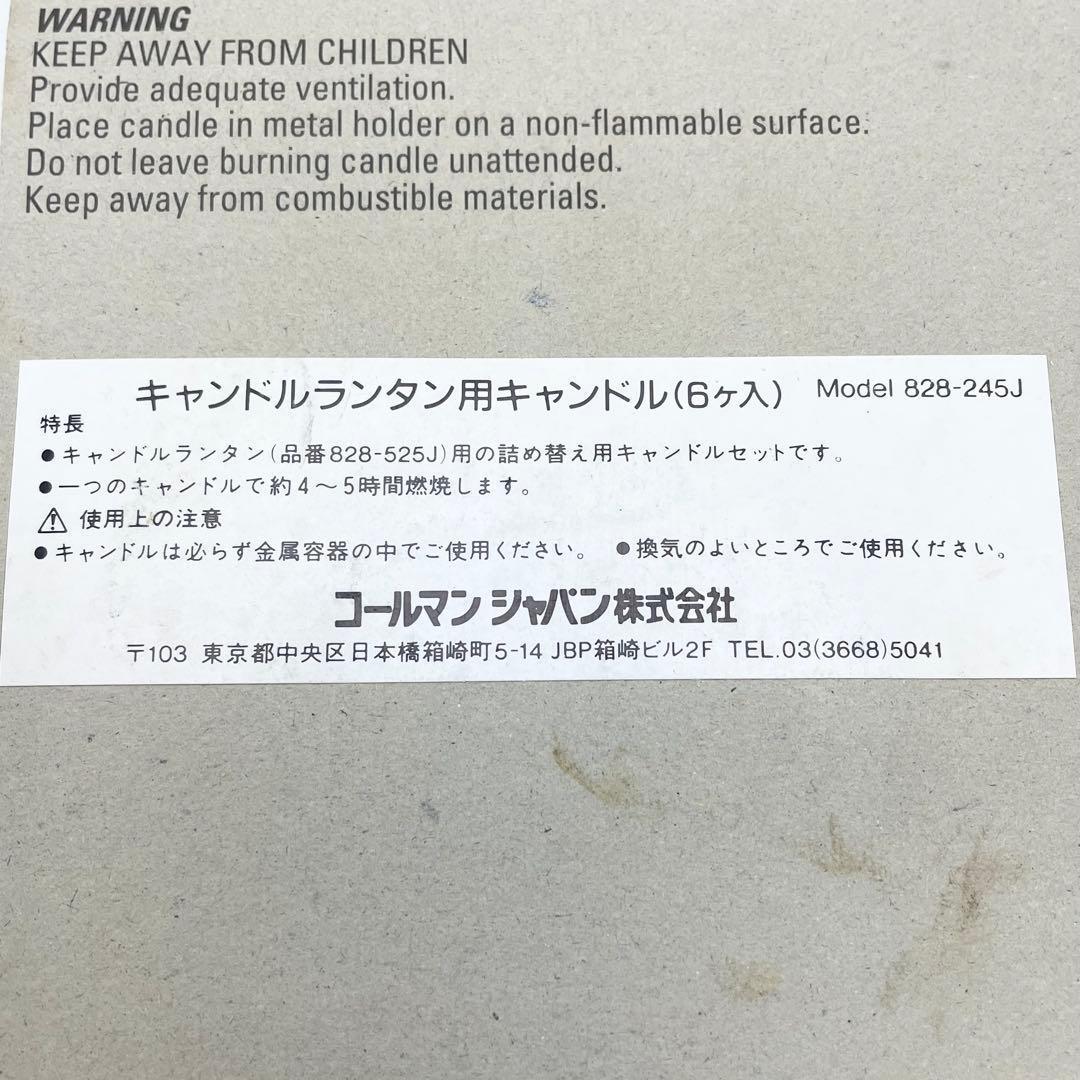 WARNING
KEEP AWAY FROM CHILDREN
Provide adequate ventilation.
Place candle in metal holder on a non-flammable surface.
Do not leave burning candle unattended.
Keep away from combustible materials.
キャンドルランタン用キャンドル(6ヶ入) Model 828-245J
特長
●キャンドルランタン(品番828-525J)用の詰め替え用キャンドルセットです。
●一つのキャンドルで約4〜5時間燃焼します。
⚠ 使用上の注意
●キャンドルは必らず金属容器の中でご使用ください。 ●換気のよいところでご使用ください。
コールマン ジャパン株式会社
〒103 東京都中央区日本橋箱崎町5-14 JBP箱崎ビル2F TEL.03(3668)5041